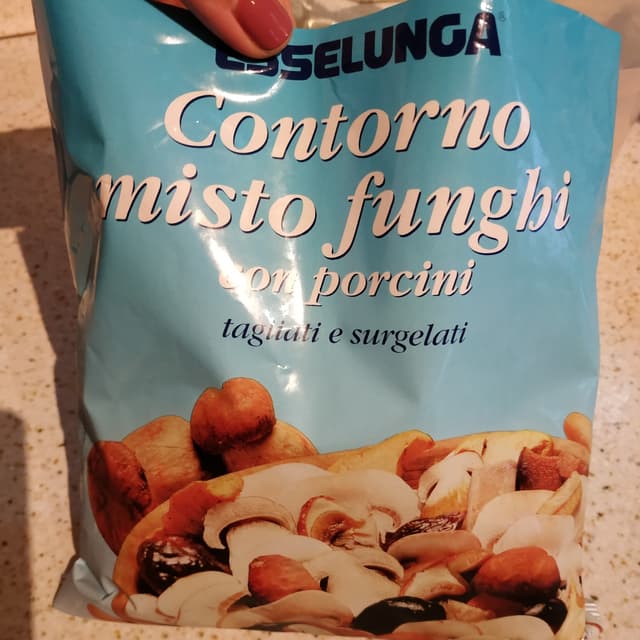 ESSELUNGA®
Contorno
misto funghi
con porcini
tagliati e surgelati